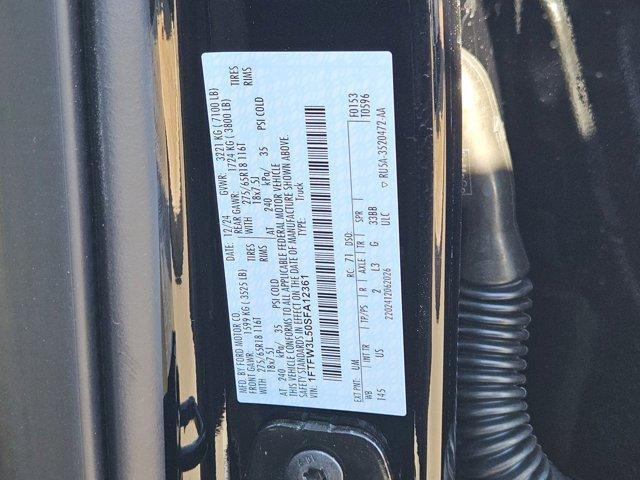 MFD. BY FORD MOTOR CO.
DATE: 12/24 GVWR: 3221 KG ( 7100 LB)
FRONT GAWR: 1599 KG (3525 LB) REAR GAWR: 1724 KG ( 3800 LB)
WITH TIRES WITH TIRES
275/65R18 116T RIMS 275/65R18 116T RIMS
18x7.5J 18x7.5J
AT 240 kPa/ 35 PSI COLD AT 240 kPa/ 35 PSI COLD
THIS VEHICLE CONFORMS TO ALL APPLICABLE FEDERAL MOTOR VEHICLE
SAFETY STANDARDS IN EFFECT ON THE DATE OF MANUFACTURE SHOWN ABOVE.
VIN: 1FTFW3L50SFA12361 TYPE: Truck
F0153
T0596
EXT PNT: UM RC: 71 DSO:
WB INT TR TP/PS R AXLE TR SPR
145 US 2 L3 G 33BB
ULC
2202412062026
RU5A-3520472-AA